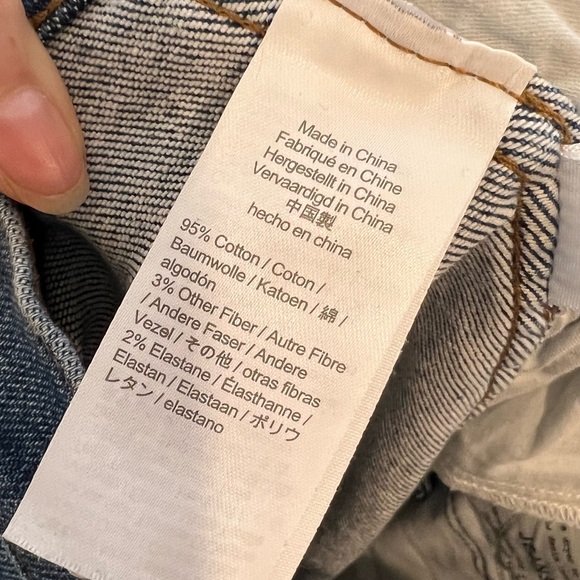 Made in China
Fabriqué en Chine
Hergestellt in China
Vervaardigd in China
中国製
hecho en china
95% Cotton / Coton /
Baumwolle / Katoen / 綿 /
algodón
3% Other Fiber / Autre Fibre
/ Andere Faser / Andere
Vezel / その他 / otras fibras
2% Elastane / Élasthanne /
Elastan / Elastaan / ポリウ
レタン / elastano